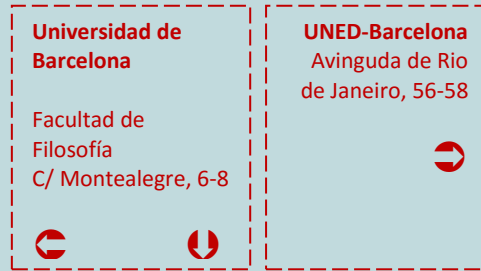 Universidad de
Barcelona
Facultad de
Filosofía
C/ Montealegre, 6-8
UNED-Barcelona
Avinguda de Rio
de Janeiro, 56-58